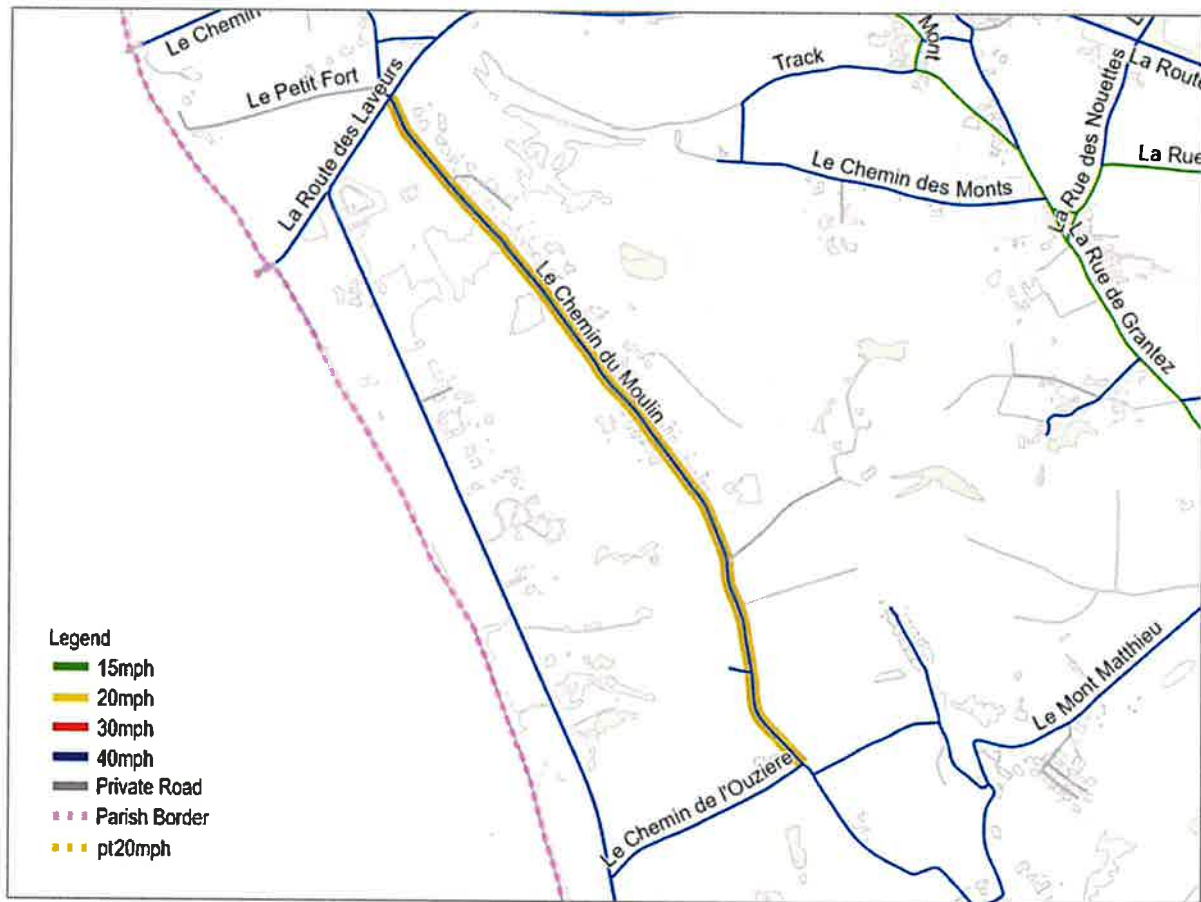 Le Chemin
Le Petit Fort
La Route des Laveurs
Track
Mont
La Route
La Rue des Nouettes
La Rue
Le Chemin des Monts
La Rue de Grantez
Le Chemin du Moulin
Le Mont Matthieu
Le Chemin de l'Ouziere
Legend
15mph
20mph
30mph
40mph
Private Road
Parish Border
pt20mph